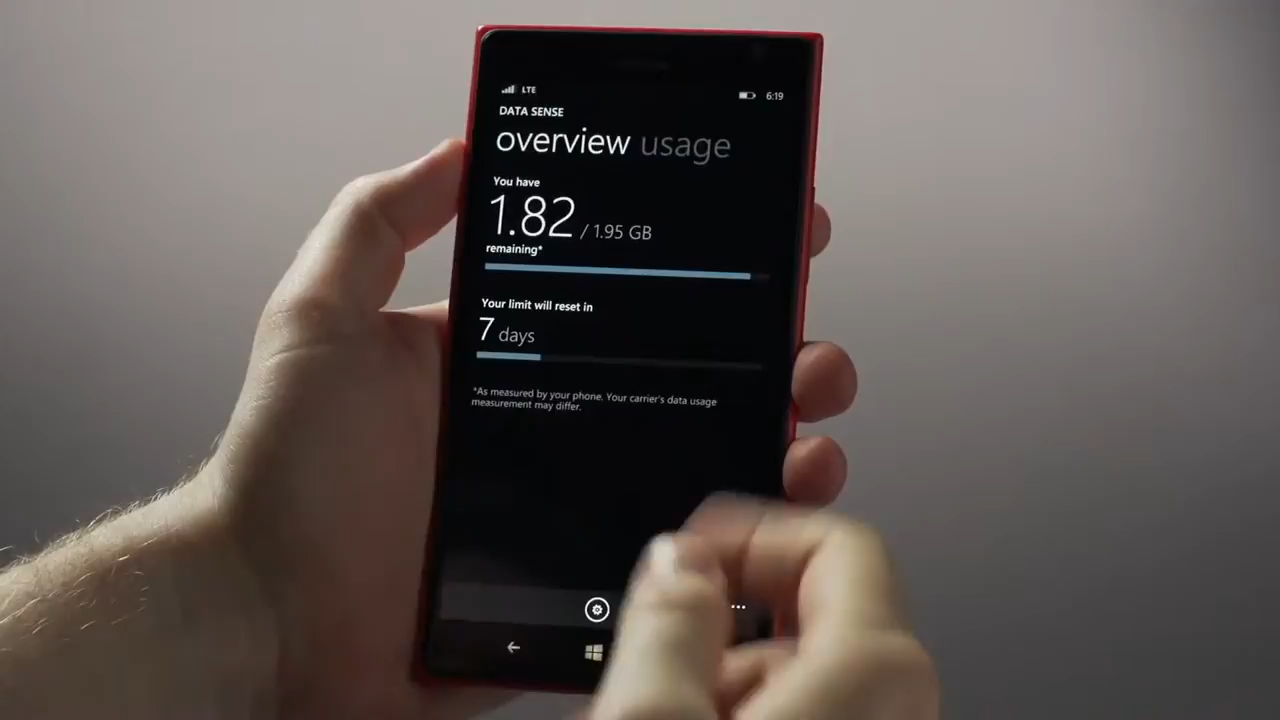 LTE 6:19
DATA SENSE
overview usage
You have
1.82 / 1.95 GB
remaining*
Your limit will reset in
7 days
*As measured by your phone. Your carrier's data usage
measurement may differ.